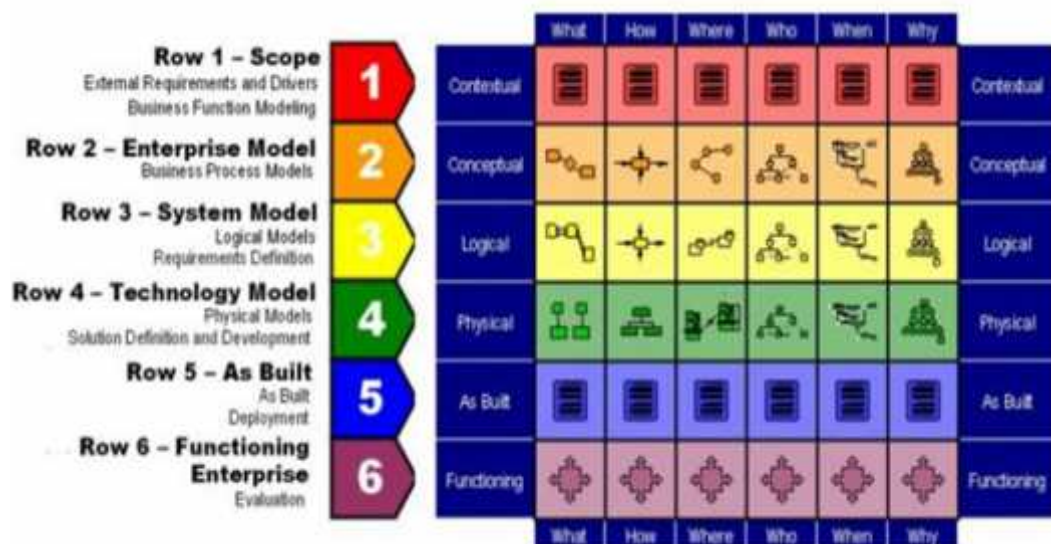 What How Where Who When Why
Row 1 – Scope
External Requirements and Drivers
Business Function Modeling
1
Contextual
Contextual
Row 2 – Enterprise Model
Business Process Models
2
Conceptual
Conceptual
Row 3 – System Model
Logical Models
Requirements Definition
3
Logical
Logical
Row 4 – Technology Model
Physical Models
Solution Definition and Development
4
Physical
Physical
Row 5 – As Built
As Built
Deployment
5
As Built
As Built
Row 6 – Functioning
Enterprise
Evaluation
6
Functioning
Functioning
What How Where Who When Why